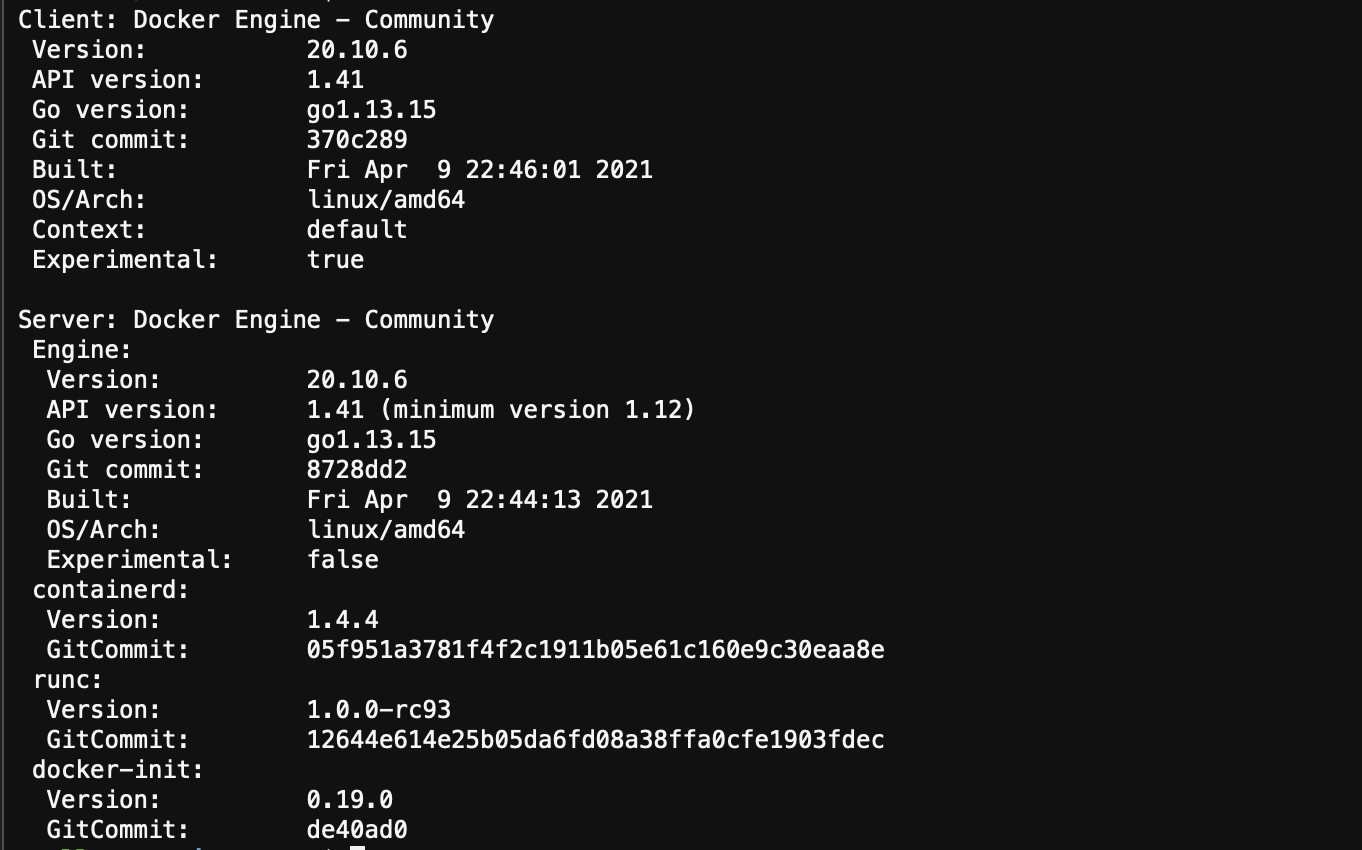 Client: Docker Engine - Community
 Version:           20.10.6
 API version:       1.41
 Go version:        go1.13.15
 Git commit:        370c289
 Built:             Fri Apr  9 22:46:01 2021
 OS/Arch:           linux/amd64
 Context:           default
 Experimental:      true

Server: Docker Engine - Community
 Engine:
  Version:          20.10.6
  API version:      1.41 (minimum version 1.12)
  Go version:       go1.13.15
  Git commit:       8728dd2
  Built:            Fri Apr  9 22:44:13 2021
  OS/Arch:          linux/amd64
  Experimental:     false
 containerd:
  Version:          1.4.4
  GitCommit:        05f951a3781f4f2c1911b05e61c160e9c30eaa8e
 runc:
  Version:          1.0.0-rc93
  GitCommit:        12644e614e25b05da6fd08a38ffa0cfe1903fdec
 docker-init:
  Version:          0.19.0
  GitCommit:        de40ad0